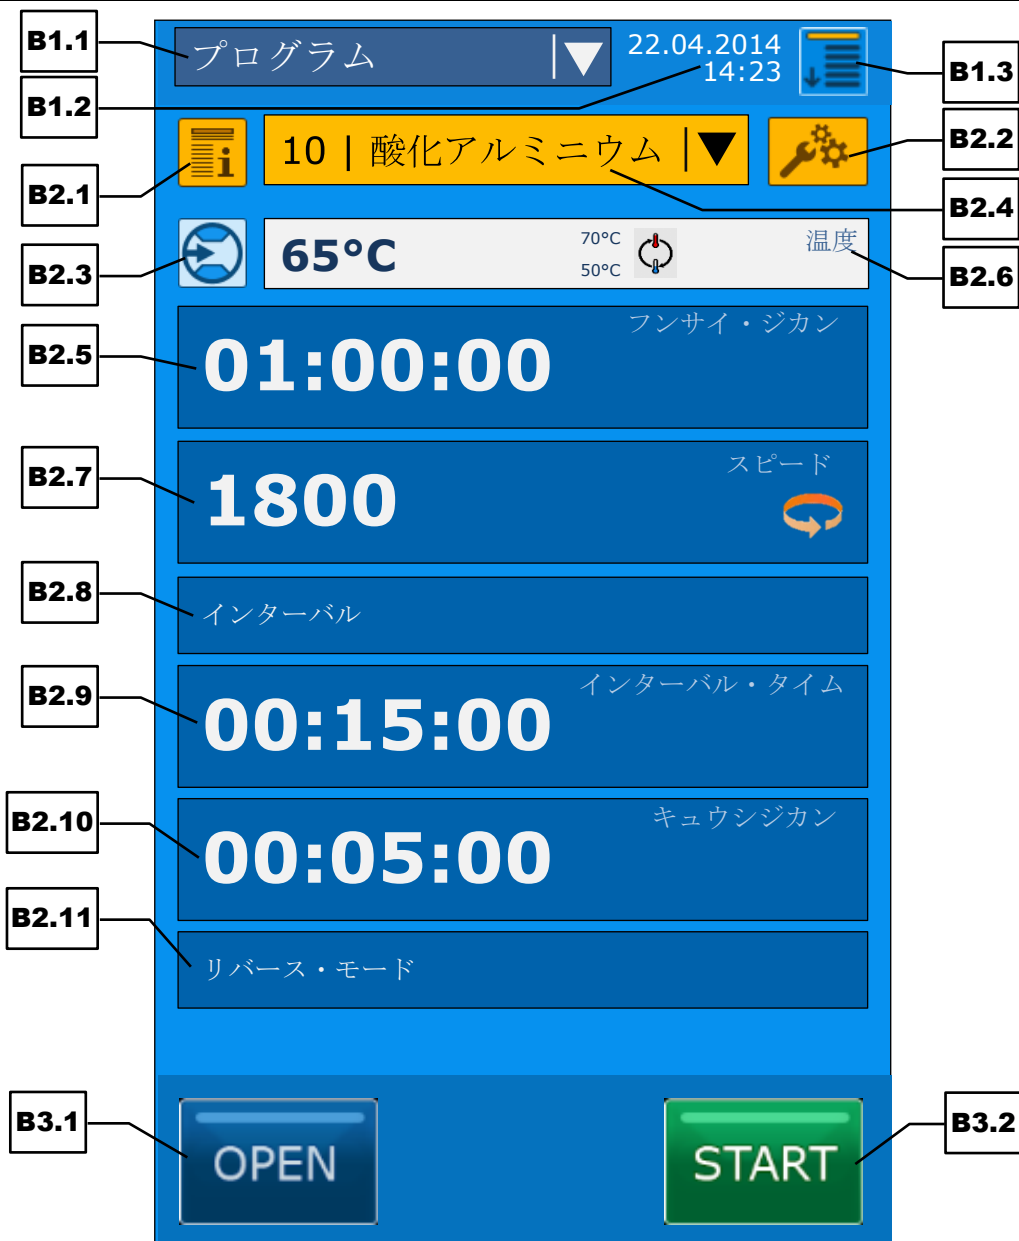 B1.1
プログラム
22.04.2014
14:23
B1.3
B1.2
B2.2
10 | 酸化アルミニウム
B2.1
B2.4
B2.3
65°C
70°C
50°C
温度
B2.6
B2.5
フンサイ・ジカン
01:00:00
B2.7
スピード
1800
B2.8
インターバル
B2.9
インターバル・タイム
00:15:00
B2.10
キュウシジカン
00:05:00
B2.11
リバース・モード
B3.1
B3.2
OPEN
START